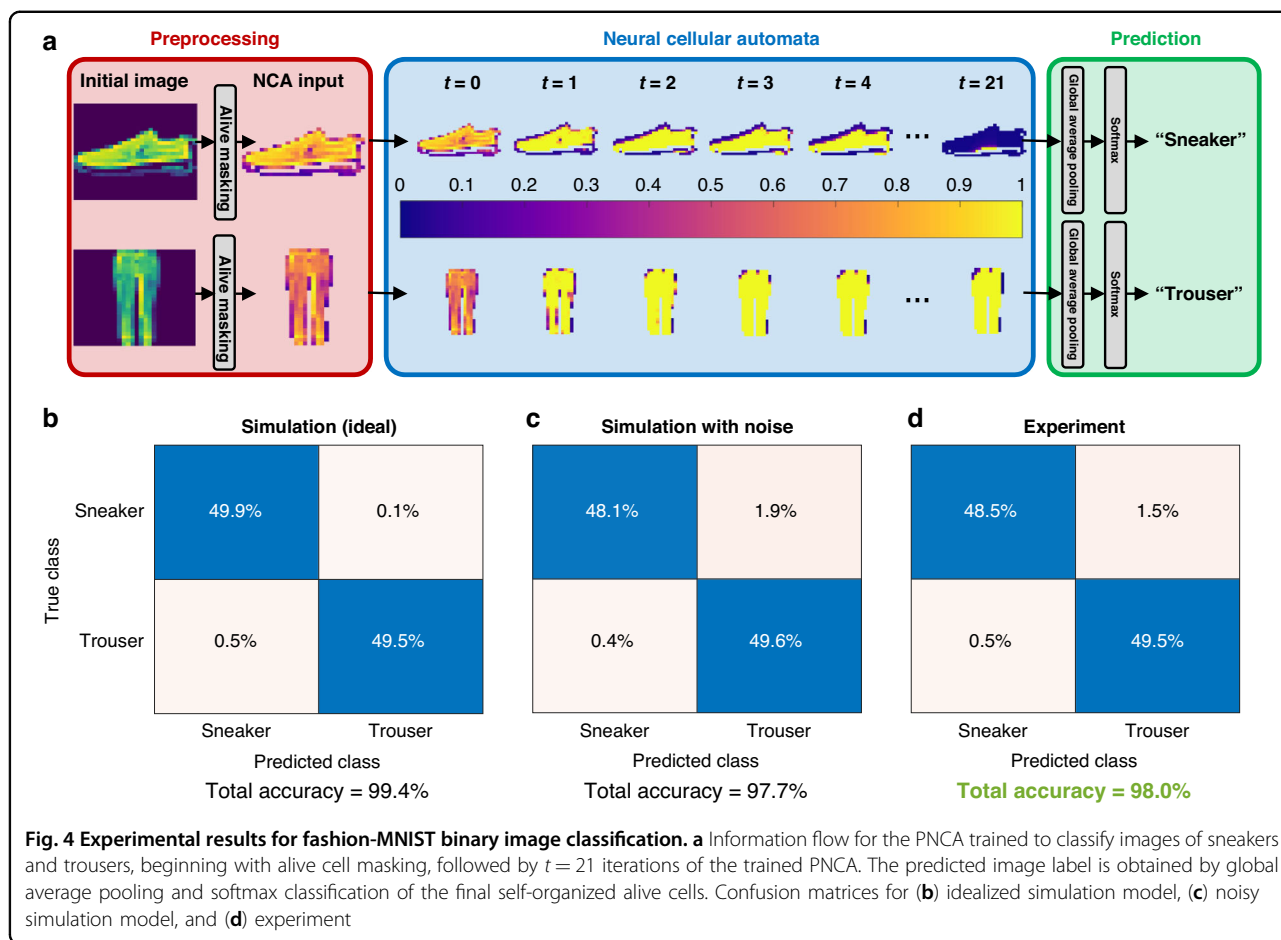 a
Preprocessing
Neural cellular automata
Prediction
Initial image
NCA input
t = 0
t = 1
t = 2
t = 3
t = 4
t = 21
Alive masking
...
Global average pooling
Softmax
“Sneaker”
0 0.1 0.2 0.3 0.4 0.5 0.6 0.7 0.8 0.9 1
Alive masking
...
Global average pooling
Softmax
“Trouser”
b
Simulation (ideal)
True class
Sneaker
49.9% 0.1%
Trouser
0.5% 49.5%
Sneaker Trouser
Predicted class
Total accuracy = 99.4%
c
Simulation with noise
48.1% 1.9%
0.4% 49.6%
Sneaker Trouser
Predicted class
Total accuracy = 97.7%
d
Experiment
48.5% 1.5%
0.5% 49.5%
Sneaker Trouser
Predicted class
Total accuracy = 98.0%
Fig. 4 Experimental results for fashion-MNIST binary image classification. a Information flow for the PNCA trained to classify images of sneakers
and trousers, beginning with alive cell masking, followed by t = 21 iterations of the trained PNCA. The predicted image label is obtained by global
average pooling and softmax classification of the final self-organized alive cells. Confusion matrices for (b) idealized simulation model, (c) noisy
simulation model, and (d) experiment